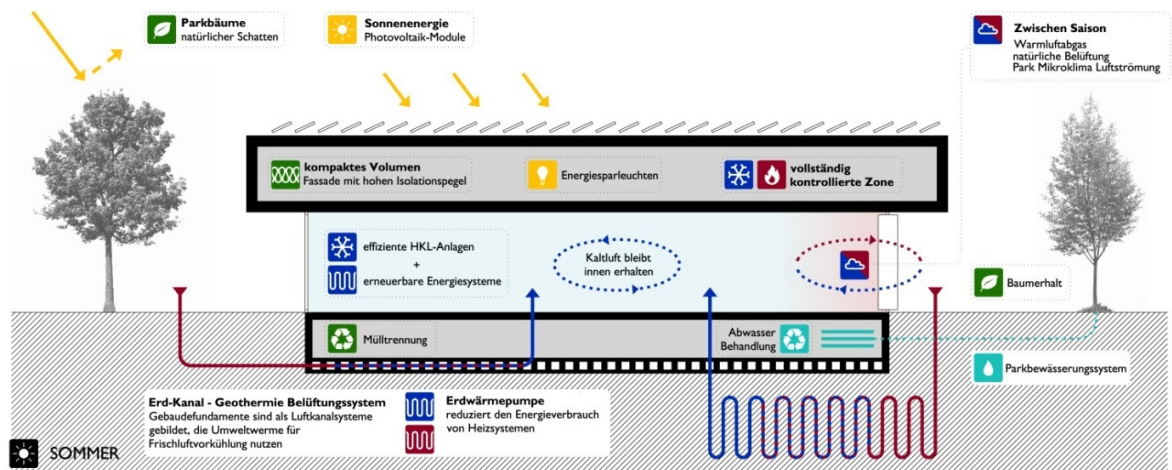 Parkbäume
natürlicher Schatten
Sonnenenergie
Photovoltaik-Module
Zwischen Saison
Warmluftabgas
natürliche Belüftung
Park Mikroklima Luftströmung
kompaktes Volumen
Fassade mit hohen Isolationspegel
Energiesparleuchten
vollständig
kontrollierte Zone
effiziente HKL-Anlagen
+
erneuerbare Energiesysteme
Kaltluft bleibt
innen erhalten
Baumerhalt
Mülltrennung
Abwasser
Behandlung
Parkbewässerungssystem
Erd-Kanal - Geothermie Belüftungssystem
Gebaudefundamente sind als Luftkanalsysteme
gebildet, die Umweltwerme für
Frischluftvorkühlung nutzen
Erdwärmepumpe
reduziert den Energieverbrauch
von Heizsystemen
SOMMER